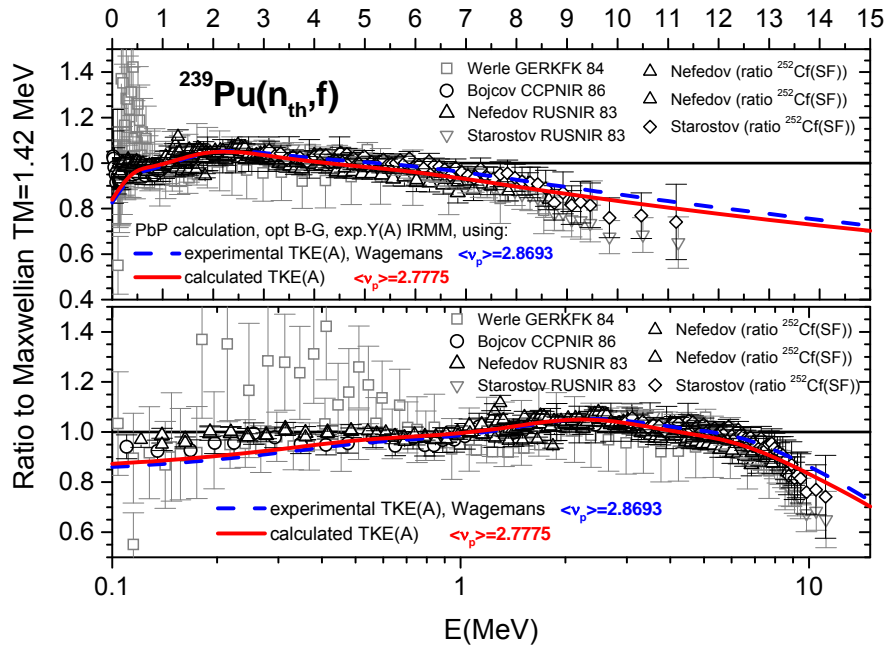 0 1 2 3 4 5 6 7 8 9 10 11 12 13 14 15
Ratio to Maxwellian TM=1.42 MeV
1.4
1.2
1.0
0.8
0.6
0.4
²³⁹Pu(nₜₕ,f)
Werle GERKFK 84
Bojcov CCPNIR 86
Nefedov RUSNIR 83
Starostov RUSNIR 83
Nefedov (ratio ²⁵²Cf(SF))
Nefedov (ratio ²⁵²Cf(SF))
Starostov (ratio ²⁵²Cf(SF))
PbP calculation, opt B-G, exp.Y(A) IRMM, using:
experimental TKE(A), Wagemans <νₚ>=2.8693
calculated TKE(A) <νₚ>=2.7775
1.4
1.2
1.0
0.8
0.6
Werle GERKFK 84
Bojcov CCPNIR 86
Nefedov RUSNIR 83
Starostov RUSNIR 83
Nefedov (ratio ²⁵²Cf(SF))
Nefedov (ratio ²⁵²Cf(SF))
Starostov (ratio ²⁵²Cf(SF))
experimental TKE(A), Wagemans <νₚ>=2.8693
calculated TKE(A) <νₚ>=2.7775
0.1 1 10
E(MeV)